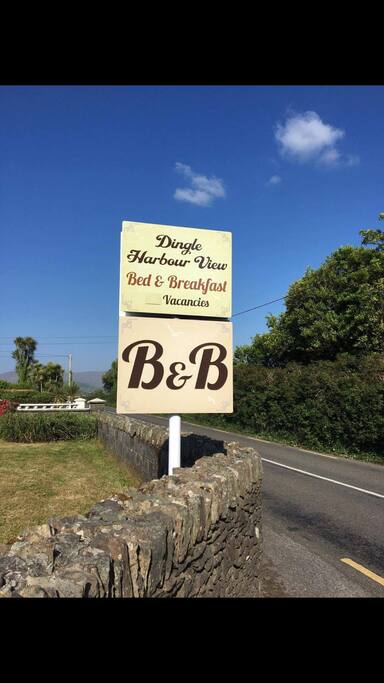 Dingle
Harbour View
Bed & Breakfast
Vacancies
B&B